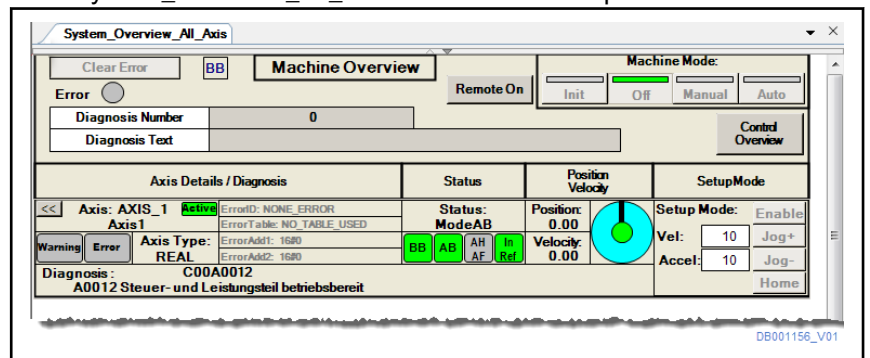 System_Overview_All_Axis
Clear Error
BB
Machine Overview
Remote On
Machine Mode:
Init
Off
Manual
Auto
Error
Diagnosis Number
0
Diagnosis Text
Control
Overview
Axis Details / Diagnosis
Status
Position
Velocity
SetupMode
<<
Axis: AXIS_1
Active
ErrorID: NONE_ERROR
Axis1
ErrorTable: NO_TABLE_USED
Warning
Error
Axis Type:
REAL
ErrorAdd1: 16#0
ErrorAdd2: 16#0
Status:
ModeAB
BB
AB
AH
AF
In
Ref
Position:
0.00
Velocity:
0.00
Setup Mode:
Enable
Vel:
10
Jog+
Accel:
10
Jog-
Home
Diagnosis:
C00A0012
A0012 Steuer- und Leistungsteil betriebsbereit
DB001156_V01